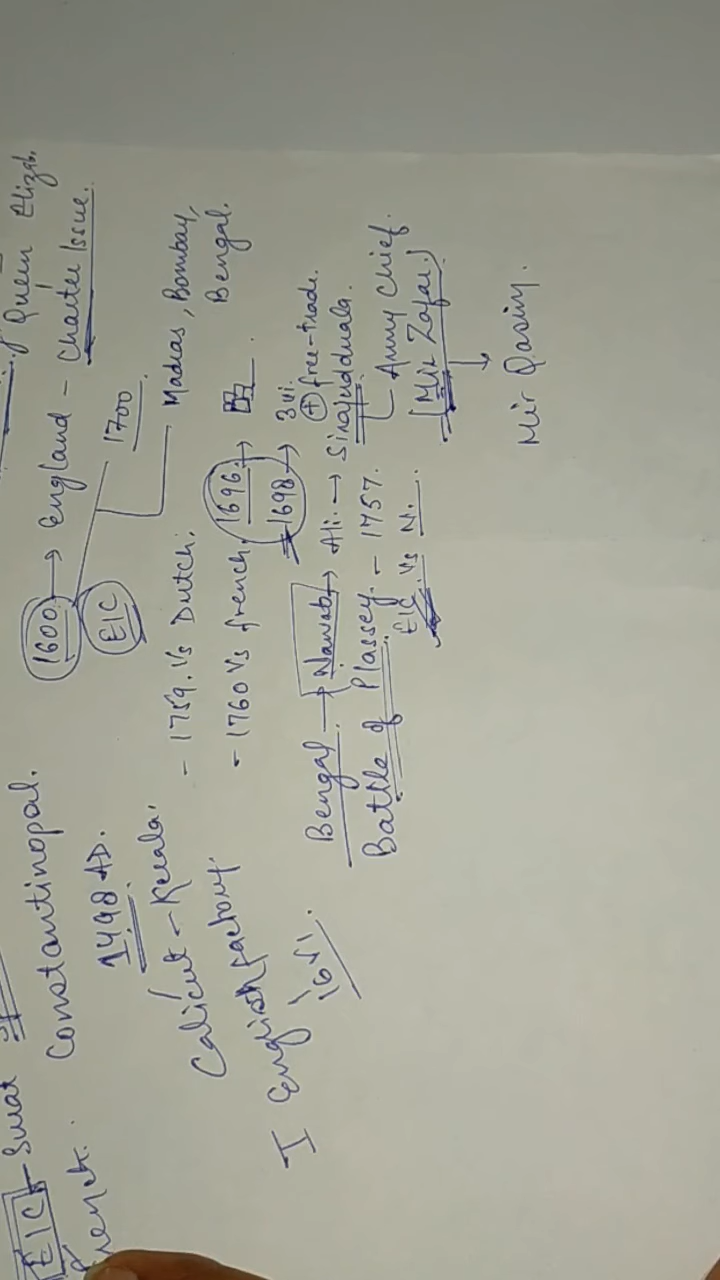 Queen Elizab.
1600 → England - Charter Issue.
EIC
1700.
Madras, Bombay,
Bengal.
- 1759. Vs Dutch.
- 1760 Vs french.
1696 →
1698 → 3 vi.
+ free-trade.
Bengal → Nawab → Ali. → Sirajudduala.
Battle of Plassey. - 1757.
EIC Vs N.
Army Chief.
(Mir Zafar)
↓
Mir Qasim.
EIC - Surat
french.
Constantinopal.
1498 AD.
Calicut - Kerala.
I English factory
1651.